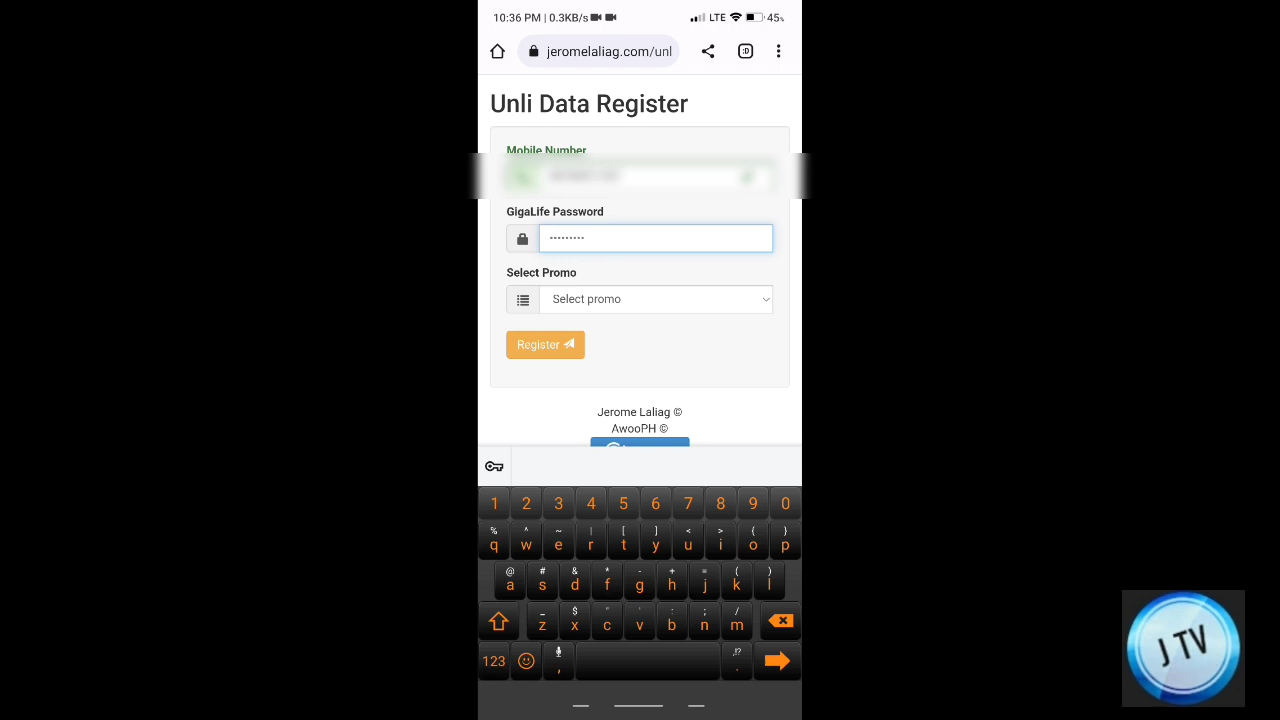 10:36 PM | 0.3KB/s LTE 45%
jeromelaliag.com/unl :D
Unli Data Register
Mobile Number
GigaLife Password
•••••••••
Select Promo
Select promo
Register
Jerome Laliag ©
AwooPH ©
1 2 3 4 5 6 7 8 9 0
% ^ ~ | [ ] < > { }
q w e r t y u i o p
@ # & * - + = ( )
a s d f g h j k l
_ $ " ' : ; /
z x c v b n m
,!?
123 , .
J TV